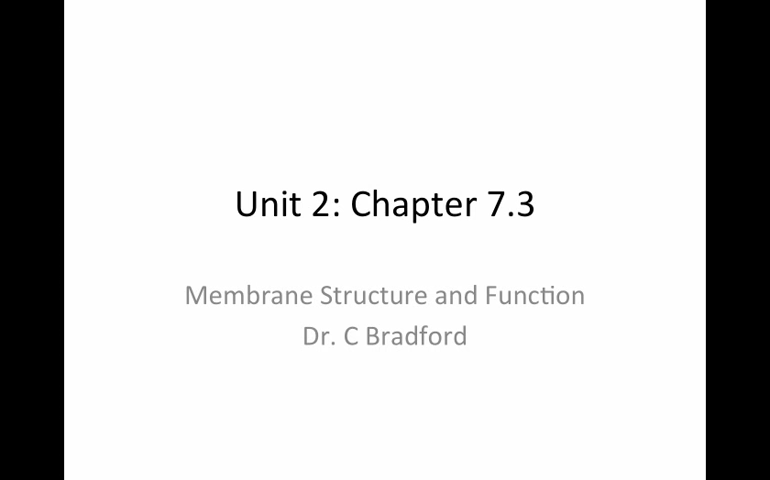 Unit 2: Chapter 7.3
Membrane Structure and Function
Dr. C Bradford